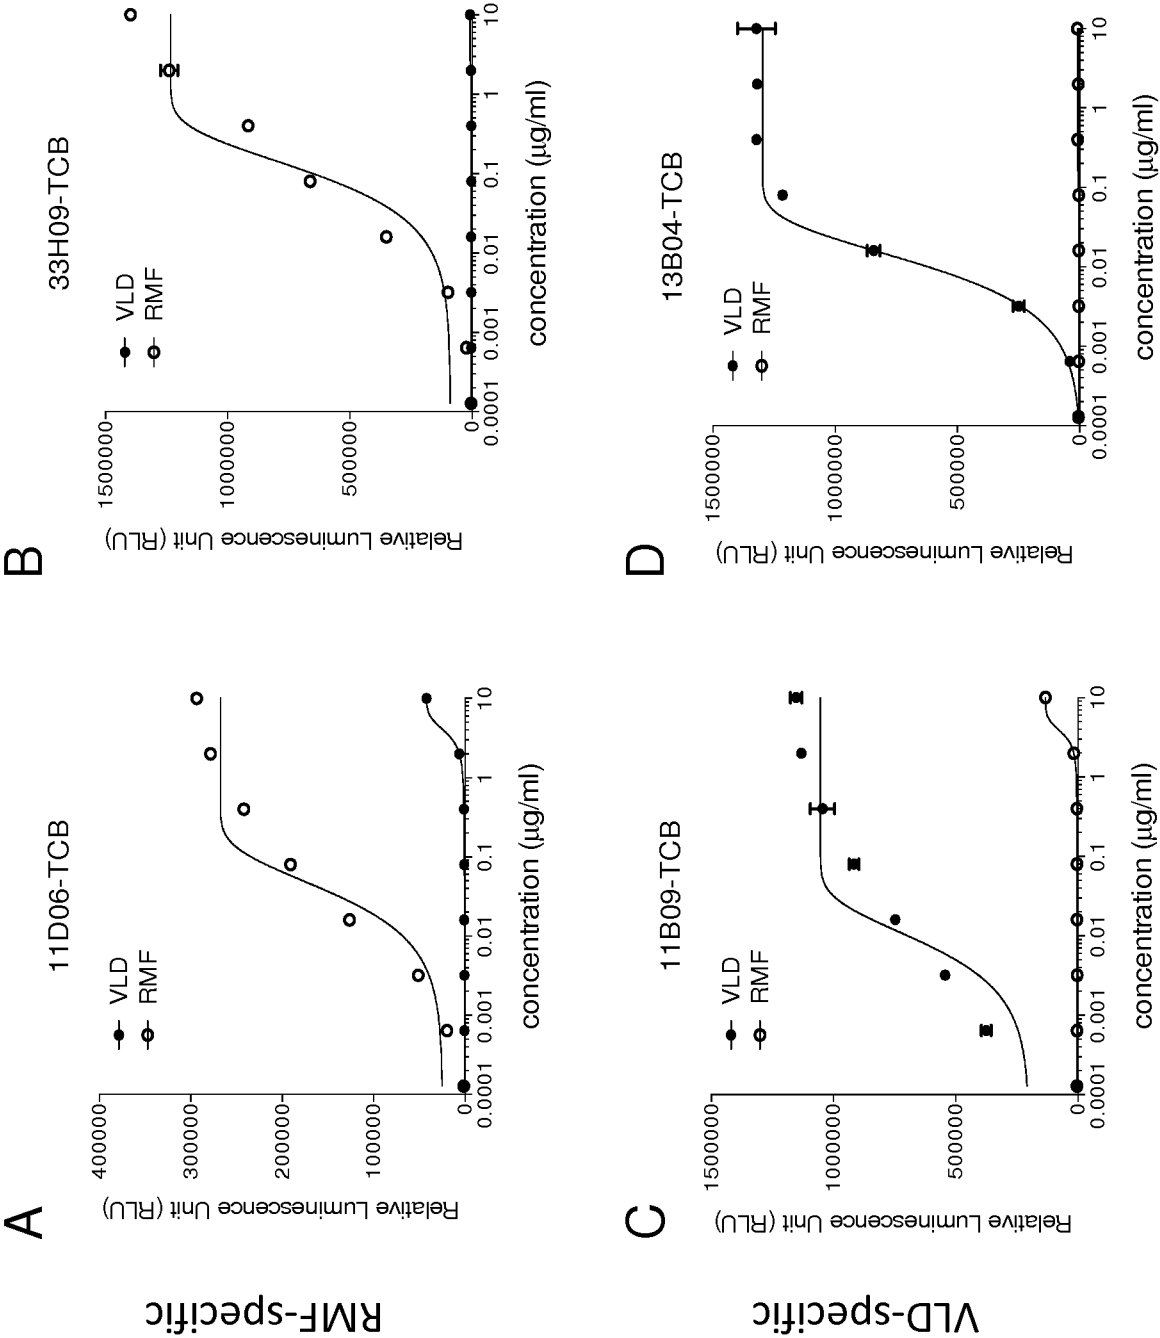 RMF-specific
A
11D06-TCB
VLD
RMF
Relative Luminescence Unit (RLU)
4000000
3000000
2000000
1000000
0
0.0001
0.001
0.01
0.1
1
10
concentration (µg/ml)
B
33H09-TCB
VLD
RMF
Relative Luminescence Unit (RLU)
1500000
1000000
500000
0
0.0001
0.001
0.01
0.1
1
10
concentration (µg/ml)
VLD-specific
C
11B09-TCB
VLD
RMF
Relative Luminescence Unit (RLU)
1500000
1000000
500000
0
0.0001
0.001
0.01
0.1
1
10
concentration (µg/ml)
D
13B04-TCB
VLD
RMF
Relative Luminescence Unit (RLU)
1500000
1000000
500000
0
0.0001
0.001
0.01
0.1
1
10
concentration (µg/ml)